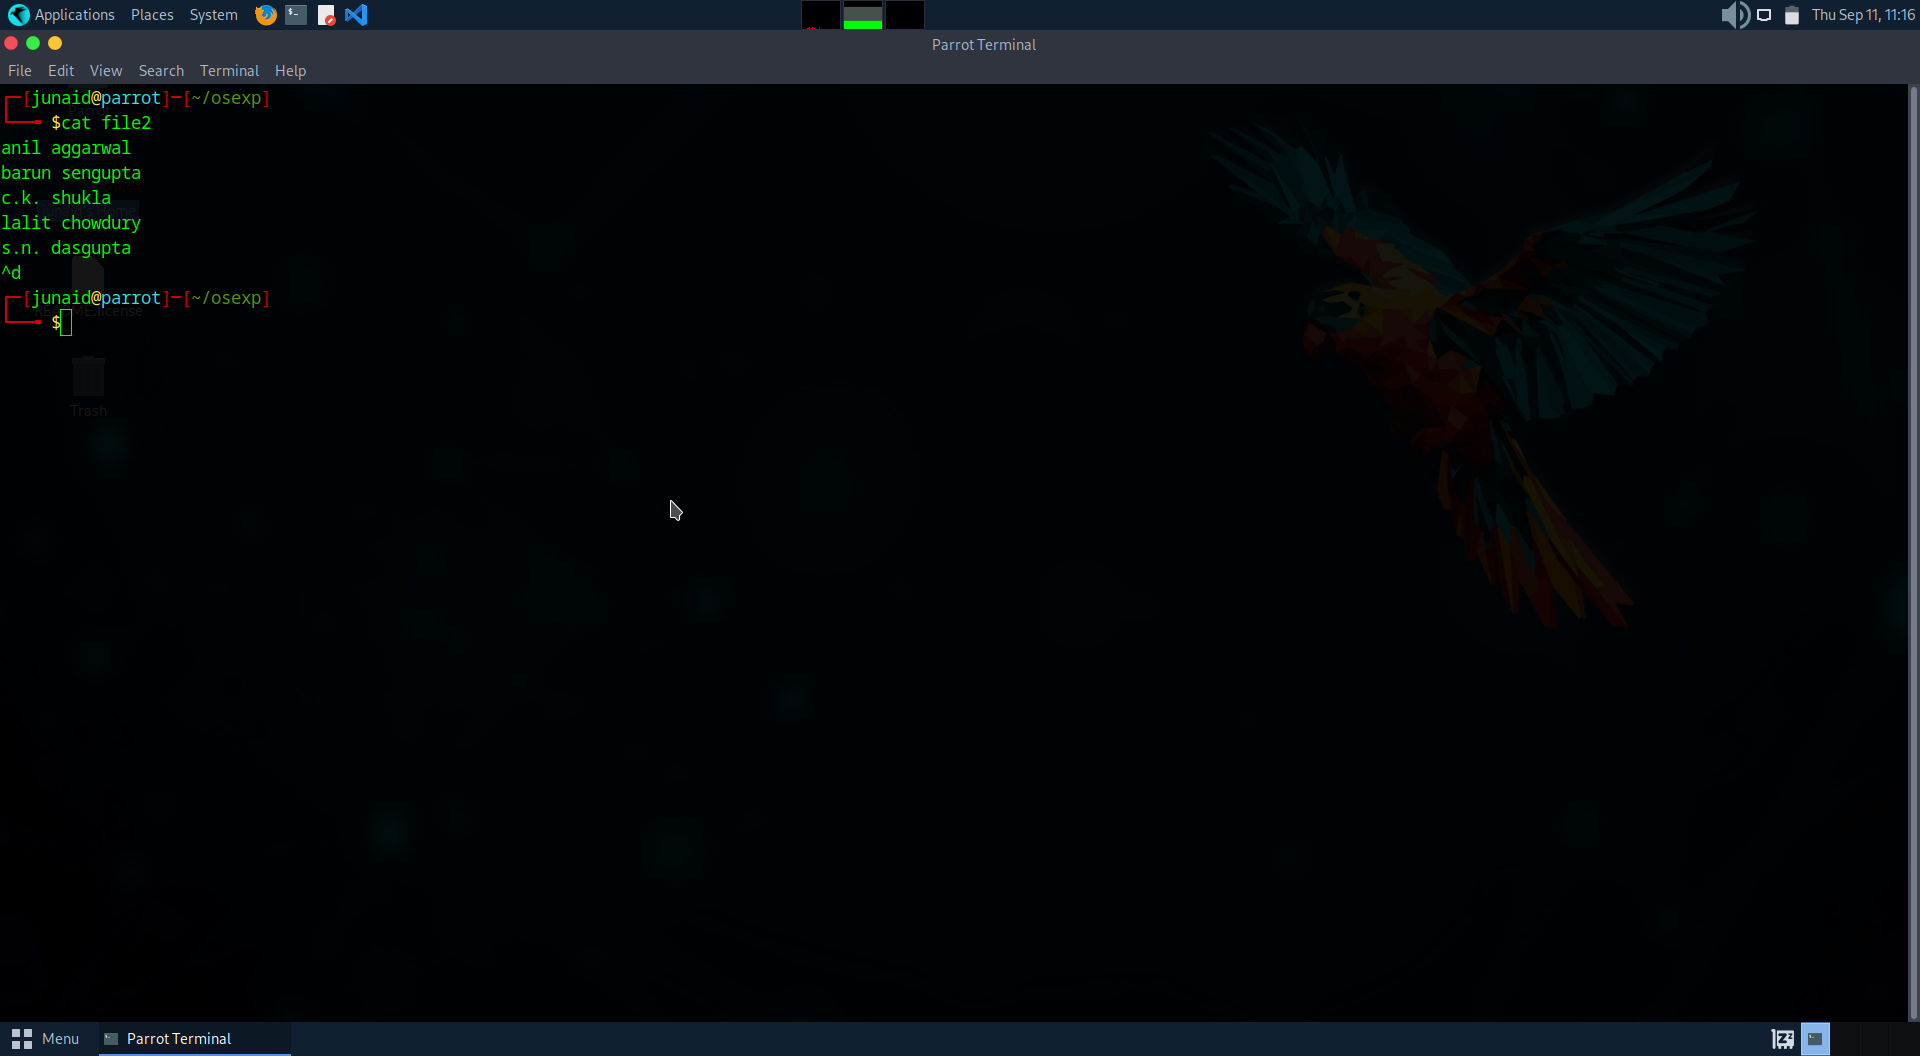 Applications Places System Thu Sep 11, 11:16
Parrot Terminal
File Edit View Search Terminal Help
┌─[junaid@parrot]─[~/osexp]
└──╼ $cat file2
anil aggarwal
barun sengupta
c.k. shukla
lalit chowdury
s.n. dasgupta
^d
┌─[junaid@parrot]─[~/osexp]
└──╼ $
Trash
Menu Parrot Terminal